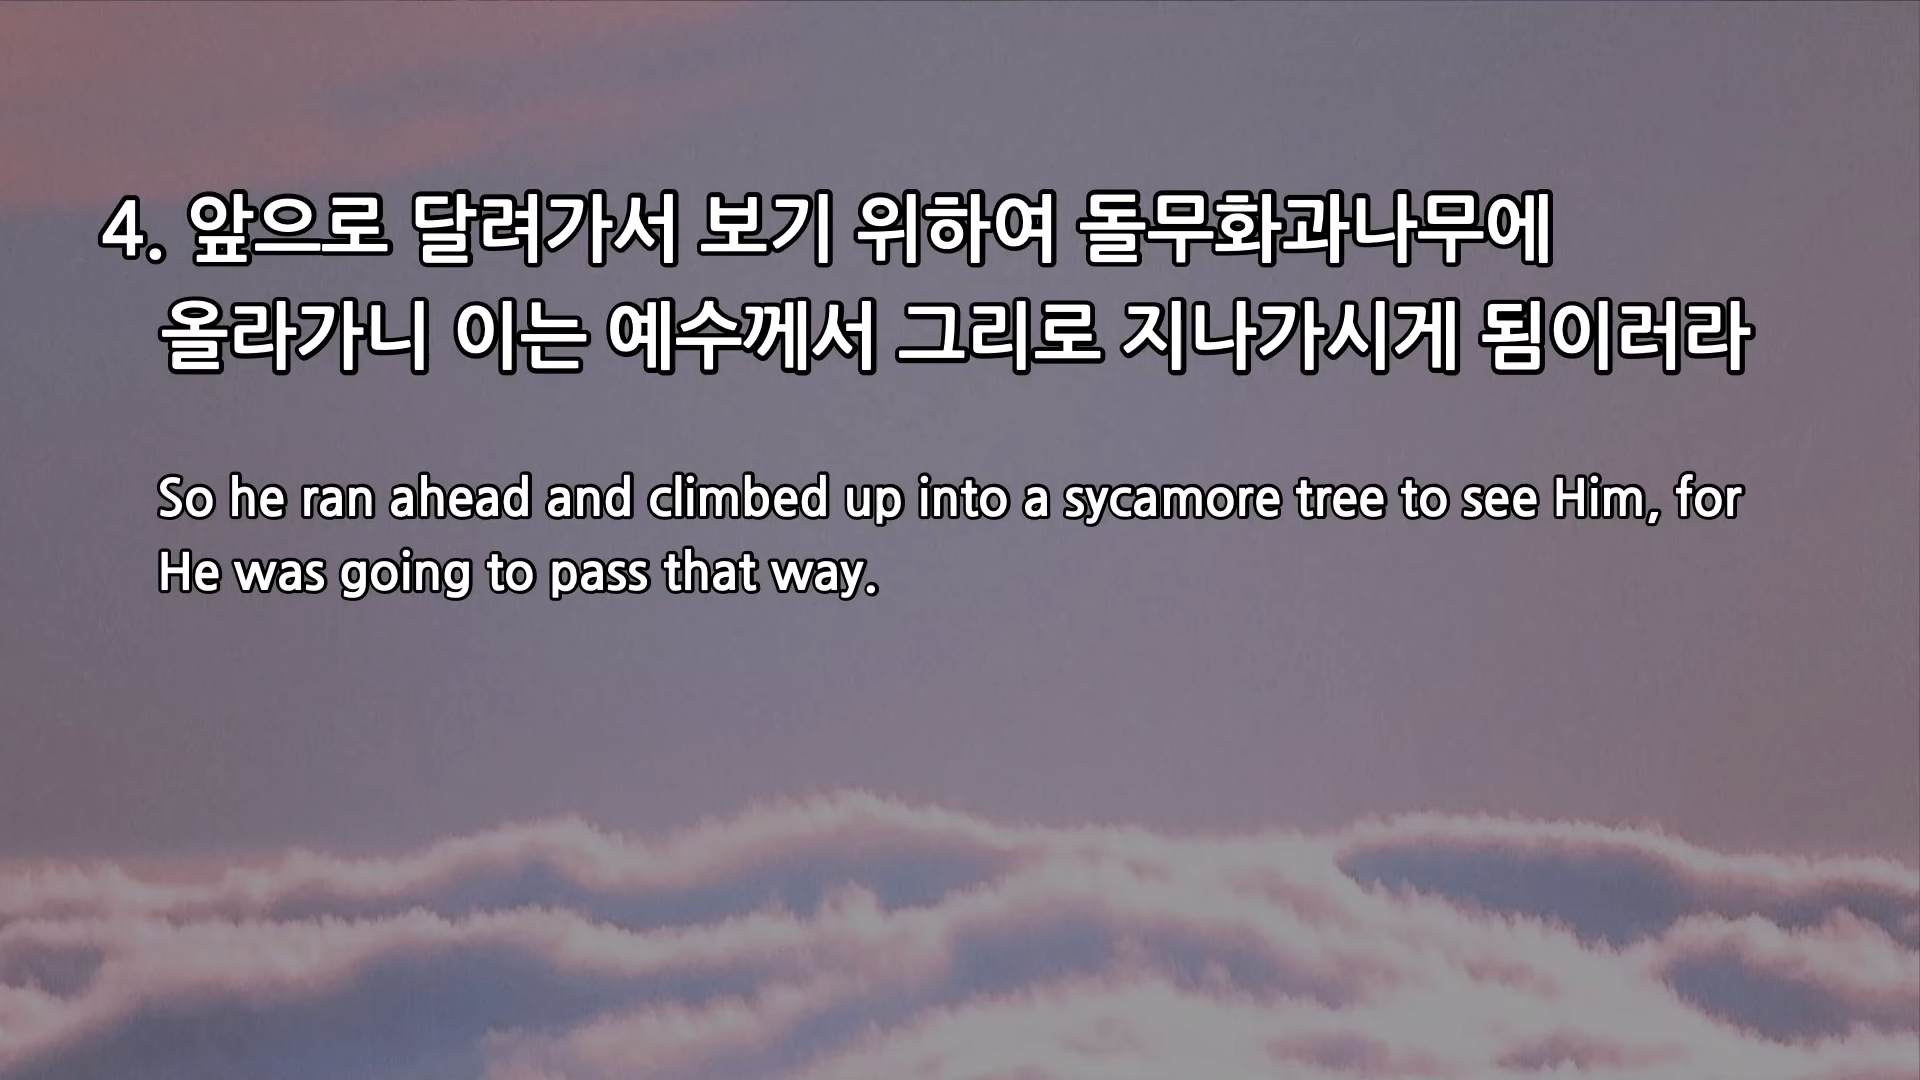 4. 앞으로 달려가서 보기 위하여 돌무화과나무에
올라가니 이는 예수께서 그리로 지나가시게 됨이러라
So he ran ahead and climbed up into a sycamore tree to see Him, for
He was going to pass that way.